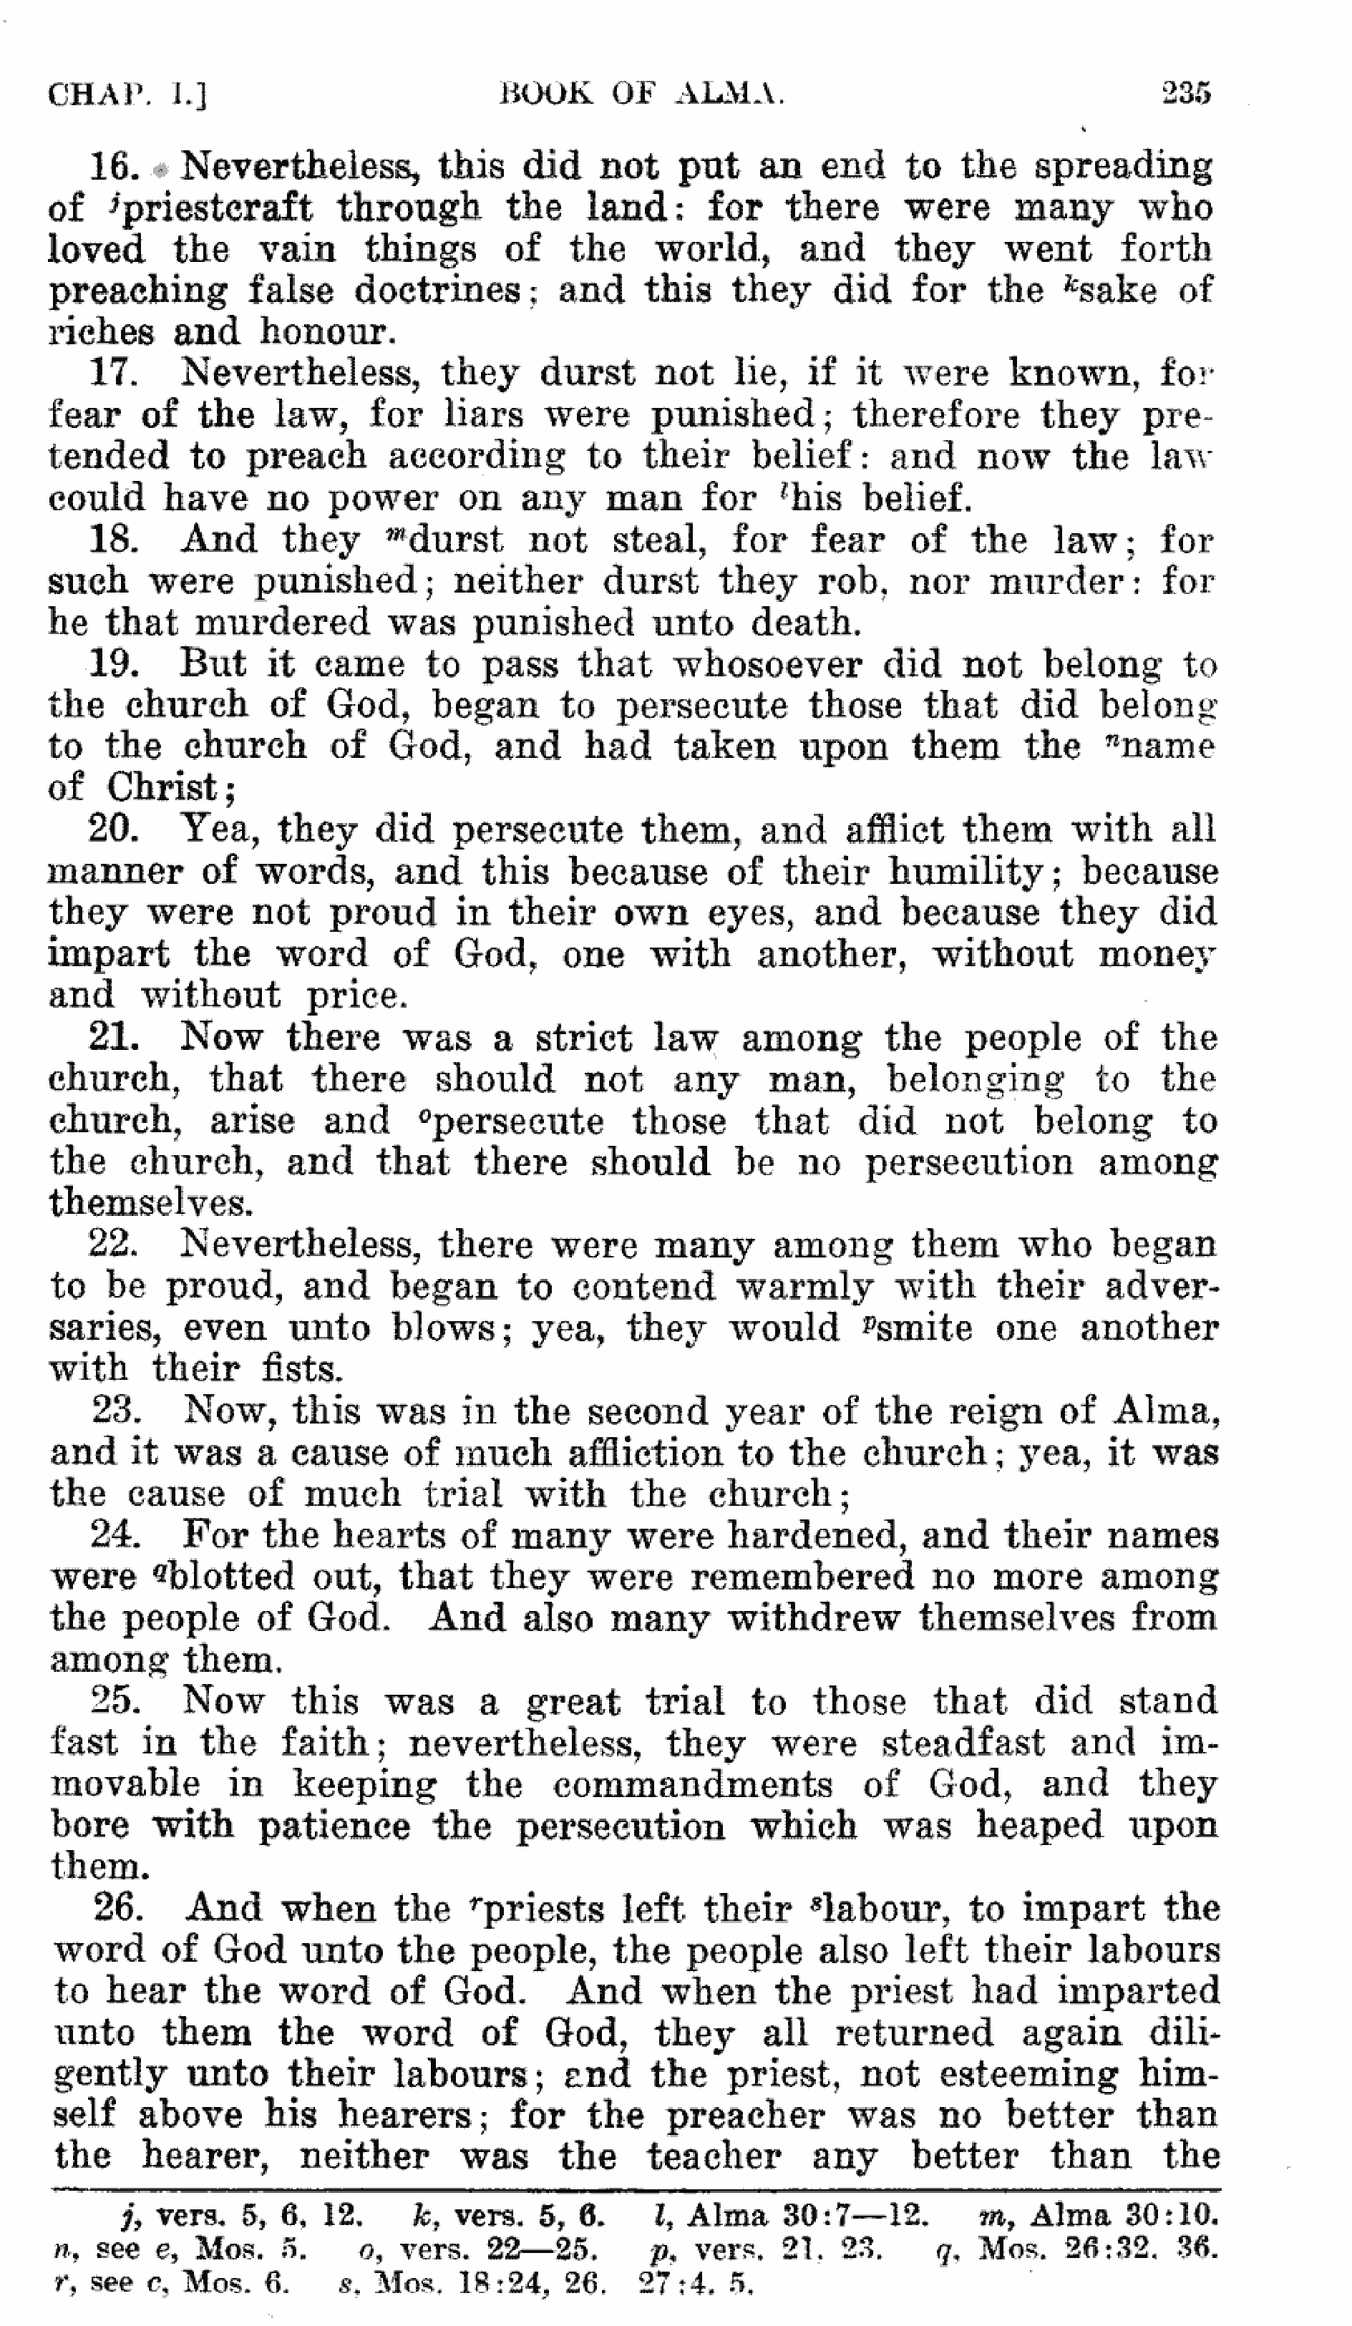 CHAP. I.] BOOK OF ALMA. 235
16. Nevertheless, this did not put an end to the spreading
of jpriestcraft through the land: for there were many who
loved the vain things of the world, and they went forth
preaching false doctrines; and this they did for the ksake of
riches and honour.
17. Nevertheless, they durst not lie, if it were known, for
fear of the law, for liars were punished; therefore they pre-
tended to preach according to their belief: and now the law
could have no power on any man for lhis belief.
18. And they mdurst not steal, for fear of the law; for
such were punished; neither durst they rob, nor murder: for
he that murdered was punished unto death.
19. But it came to pass that whosoever did not belong to
the church of God, began to persecute those that did belong
to the church of God, and had taken upon them the nname
of Christ;
20. Yea, they did persecute them, and afflict them with all
manner of words, and this because of their humility; because
they were not proud in their own eyes, and because they did
impart the word of God, one with another, without money
and without price.
21. Now there was a strict law among the people of the
church, that there should not any man, belonging to the
church, arise and opersecute those that did not belong to
the church, and that there should be no persecution among
themselves.
22. Nevertheless, there were many among them who began
to be proud, and began to contend warmly with their adver-
saries, even unto blows; yea, they would psmite one another
with their fists.
23. Now, this was in the second year of the reign of Alma,
and it was a cause of much affliction to the church; yea, it was
the cause of much trial with the church;
24. For the hearts of many were hardened, and their names
were qblotted out, that they were remembered no more among
the people of God. And also many withdrew themselves from
among them.
25. Now this was a great trial to those that did stand
fast in the faith; nevertheless, they were steadfast and im-
movable in keeping the commandments of God, and they
bore with patience the persecution which was heaped upon
them.
26. And when the rpriests left their slabour, to impart the
word of God unto the people, the people also left their labours
to hear the word of God. And when the priest had imparted
unto them the word of God, they all returned again dili-
gently unto their labours; and the priest, not esteeming him-
self above his hearers; for the preacher was no better than
the hearer, neither was the teacher any better than the
j, vers. 5, 6, 12. k, vers. 5, 6. l, Alma 30:7—12. m, Alma 30:10.
n, see e, Mos. 5. o, vers. 22—25. p, vers. 21, 23. q, Mos. 26:32, 36.
r, see c, Mos. 6. s, Mos. 18:24, 26. 27:4, 5.